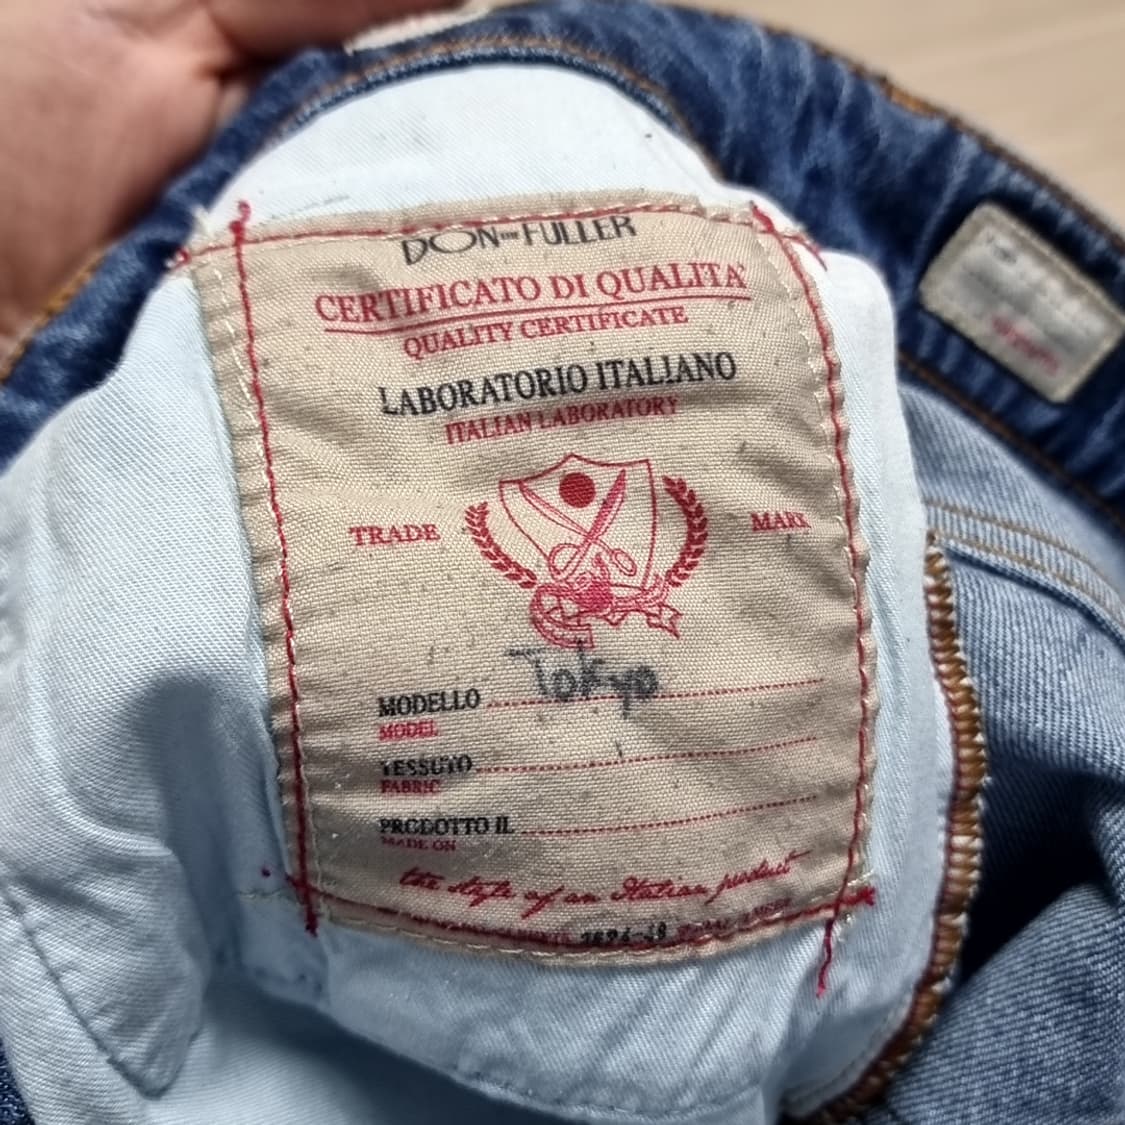 DON THE FULLER
CERTIFICATO DI QUALITA'
QUALITY CERTIFICATE
LABORATORIO ITALIANO
ITALIAN LABORATORY
TRADE MARK
Tokyo
MODELLO
MODEL
TESSUTO
FABRIC
PRODOTTO IL
MADE ON
the style of an Italian product